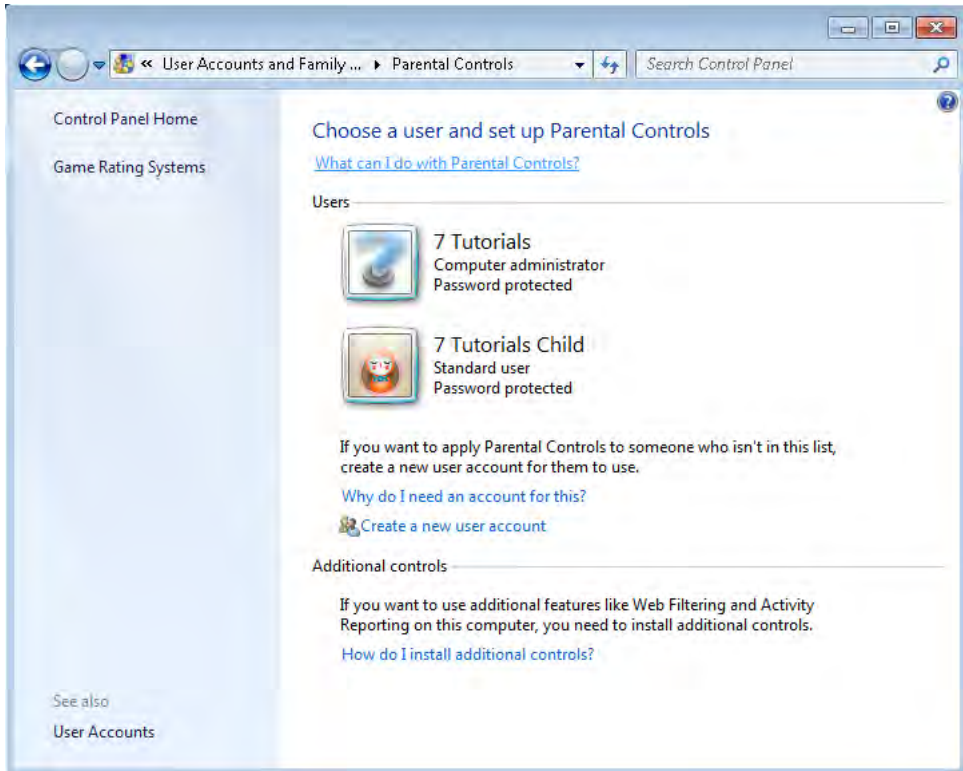 « User Accounts and Family ... ▸ Parental Controls
Search Control Panel
Control Panel Home
Game Rating Systems
Choose a user and set up Parental Controls
What can I do with Parental Controls?
Users
7 Tutorials
Computer administrator
Password protected
7 Tutorials Child
Standard user
Password protected
If you want to apply Parental Controls to someone who isn't in this list,
create a new user account for them to use.
Why do I need an account for this?
Create a new user account
Additional controls
If you want to use additional features like Web Filtering and Activity
Reporting on this computer, you need to install additional controls.
How do I install additional controls?
See also
User Accounts